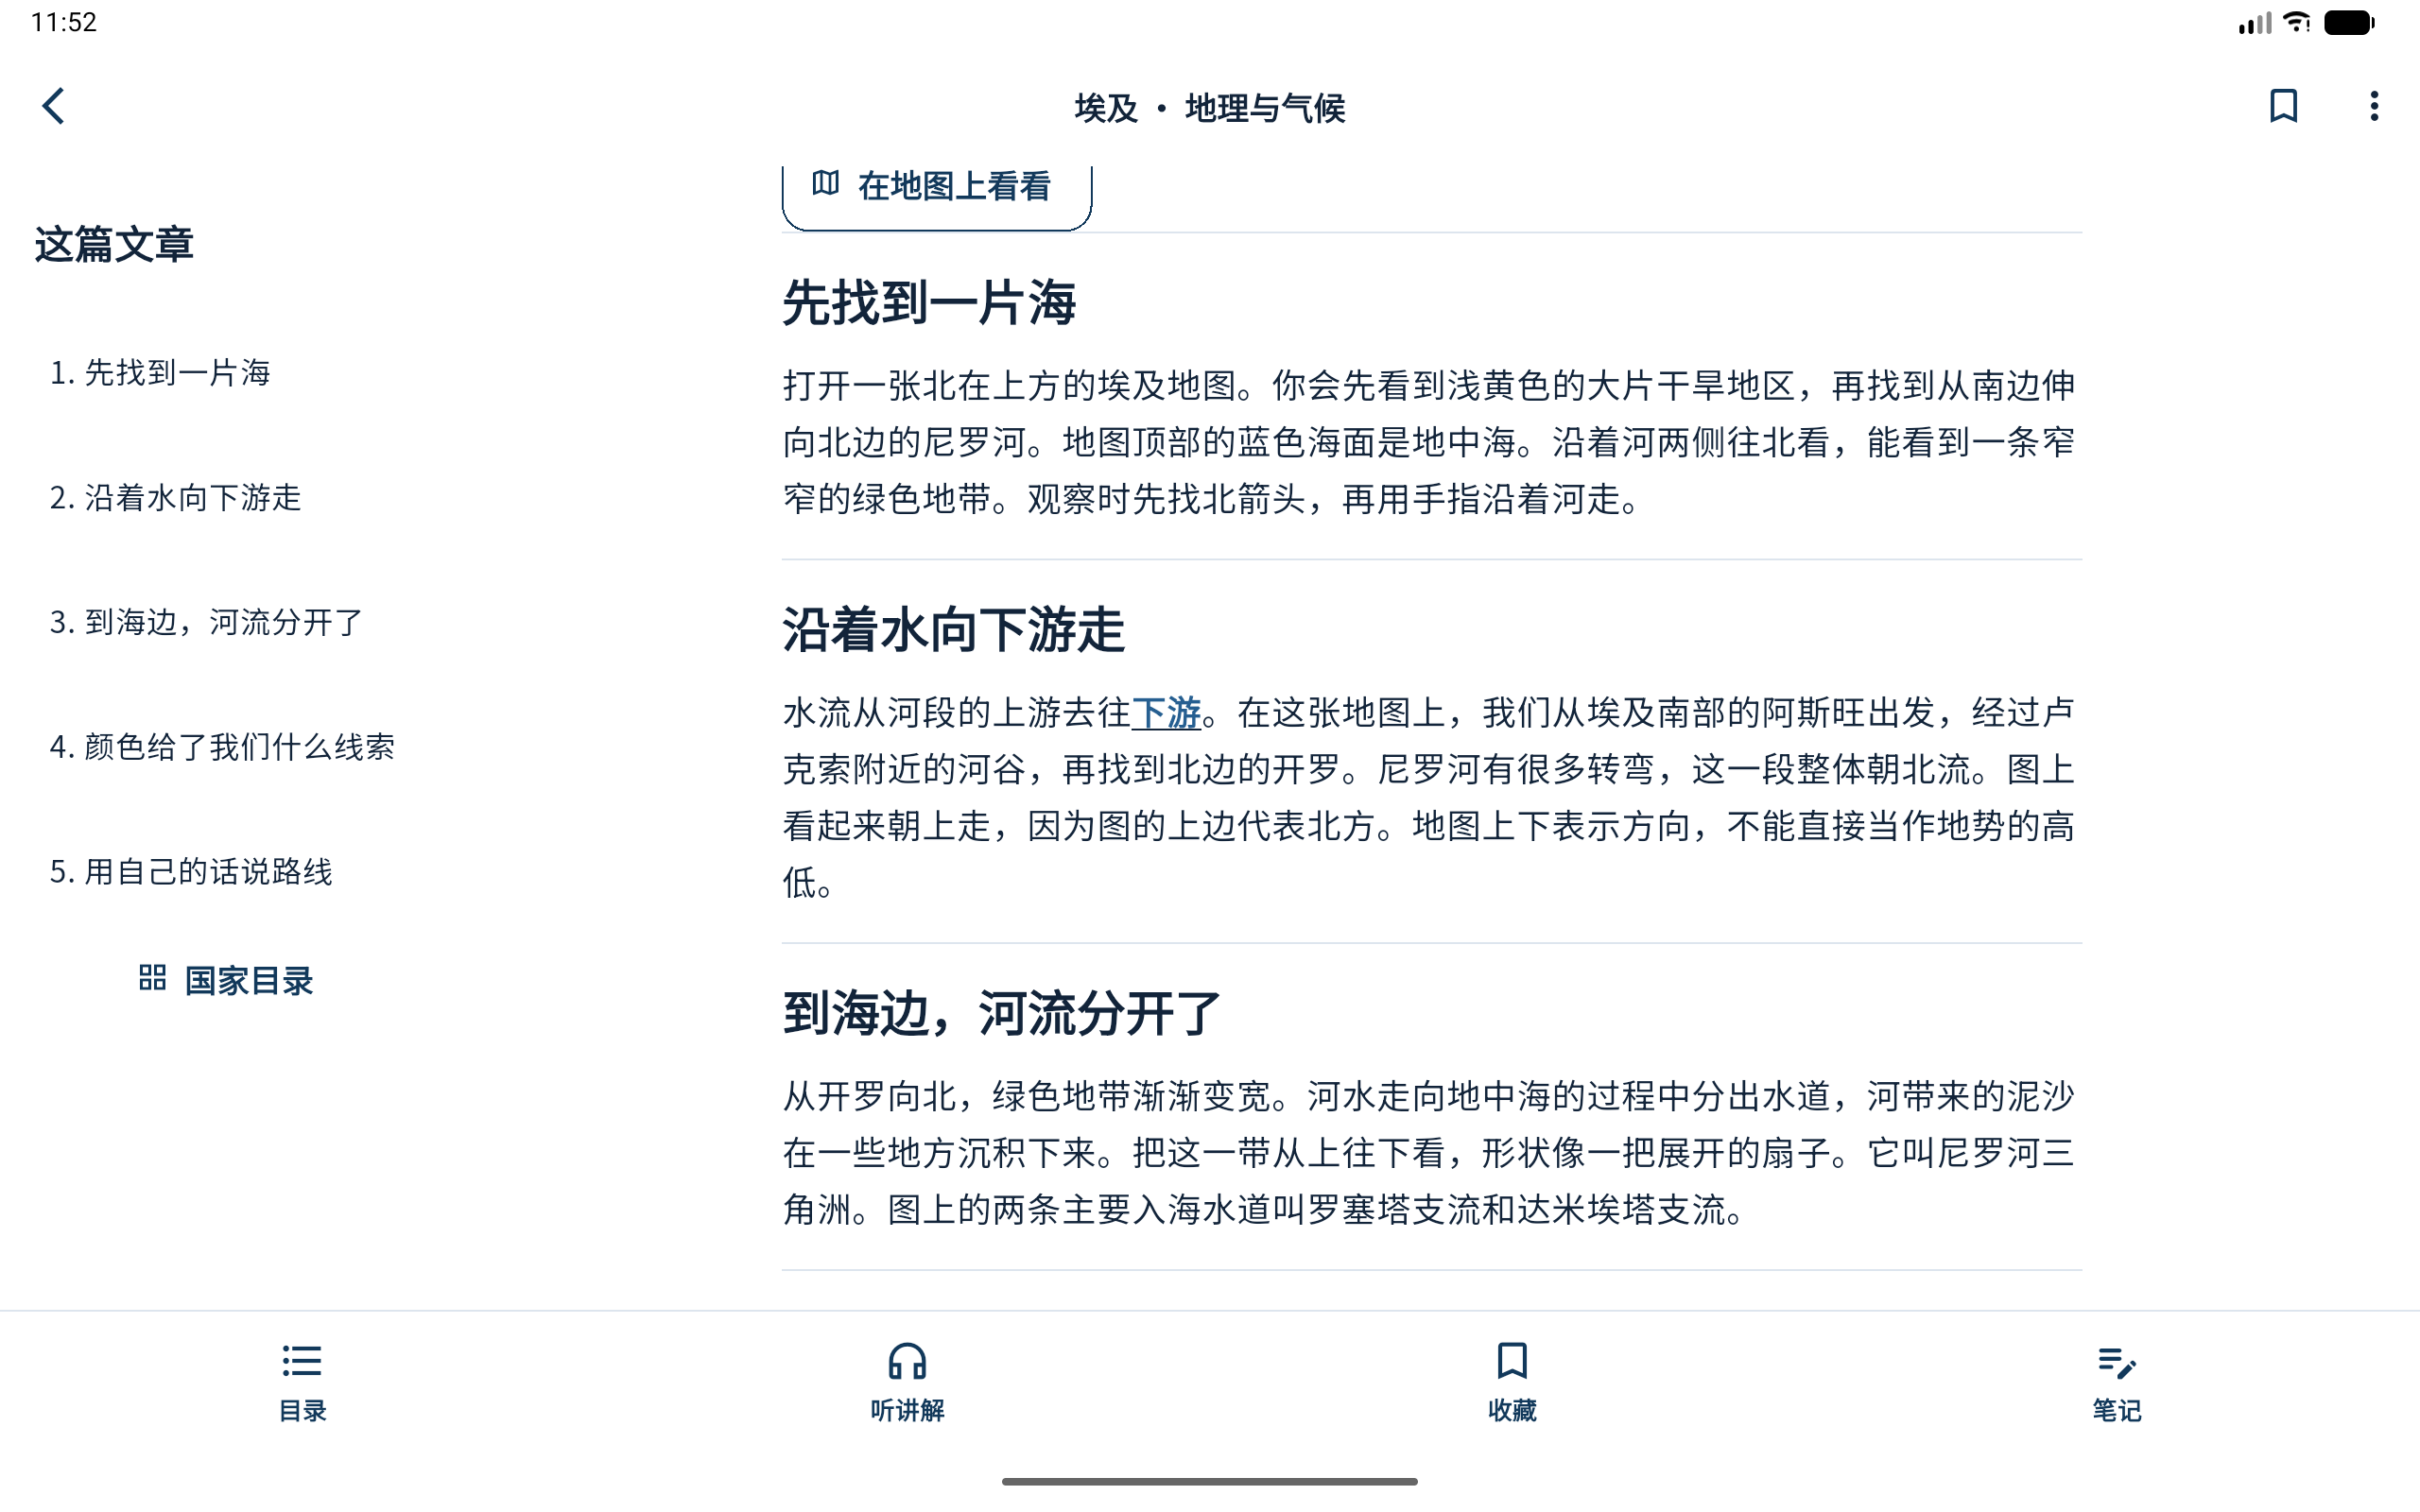 11:52
埃及 · 地理与气候
这篇文章
1. 先找到一片海
2. 沿着水向下游走
3. 到海边，河流分开了
4. 颜色给了我们什么线索
5. 用自己的话说路线
国家目录
在地图上看看
先找到一片海
打开一张北在上方的埃及地图。你会先看到浅黄色的大片干旱地区，再找到从南边伸
向北边的尼罗河。地图顶部的蓝色海面是地中海。沿着河两侧往北看，能看到一条窄
窄的绿色地带。观察时先找北箭头，再用手指沿着河走。
沿着水向下游走
水流从河段的上游去往下游。在这张地图上，我们从埃及南部的阿斯旺出发，经过卢
克索附近的河谷，再找到北边的开罗。尼罗河有很多转弯，这一段整体朝北流。图上
看起来朝上走，因为图的上边代表北方。地图上下表示方向，不能直接当作地势的高
低。
到海边，河流分开了
从开罗向北，绿色地带渐渐变宽。河水走向地中海的过程中分出水道，河带来的泥沙
在一些地方沉积下来。把这一带从上往下看，形状像一把展开的扇子。它叫尼罗河三
角洲。图上的两条主要入海水道叫罗塞塔支流和达米埃塔支流。
目录
听讲解
收藏
笔记